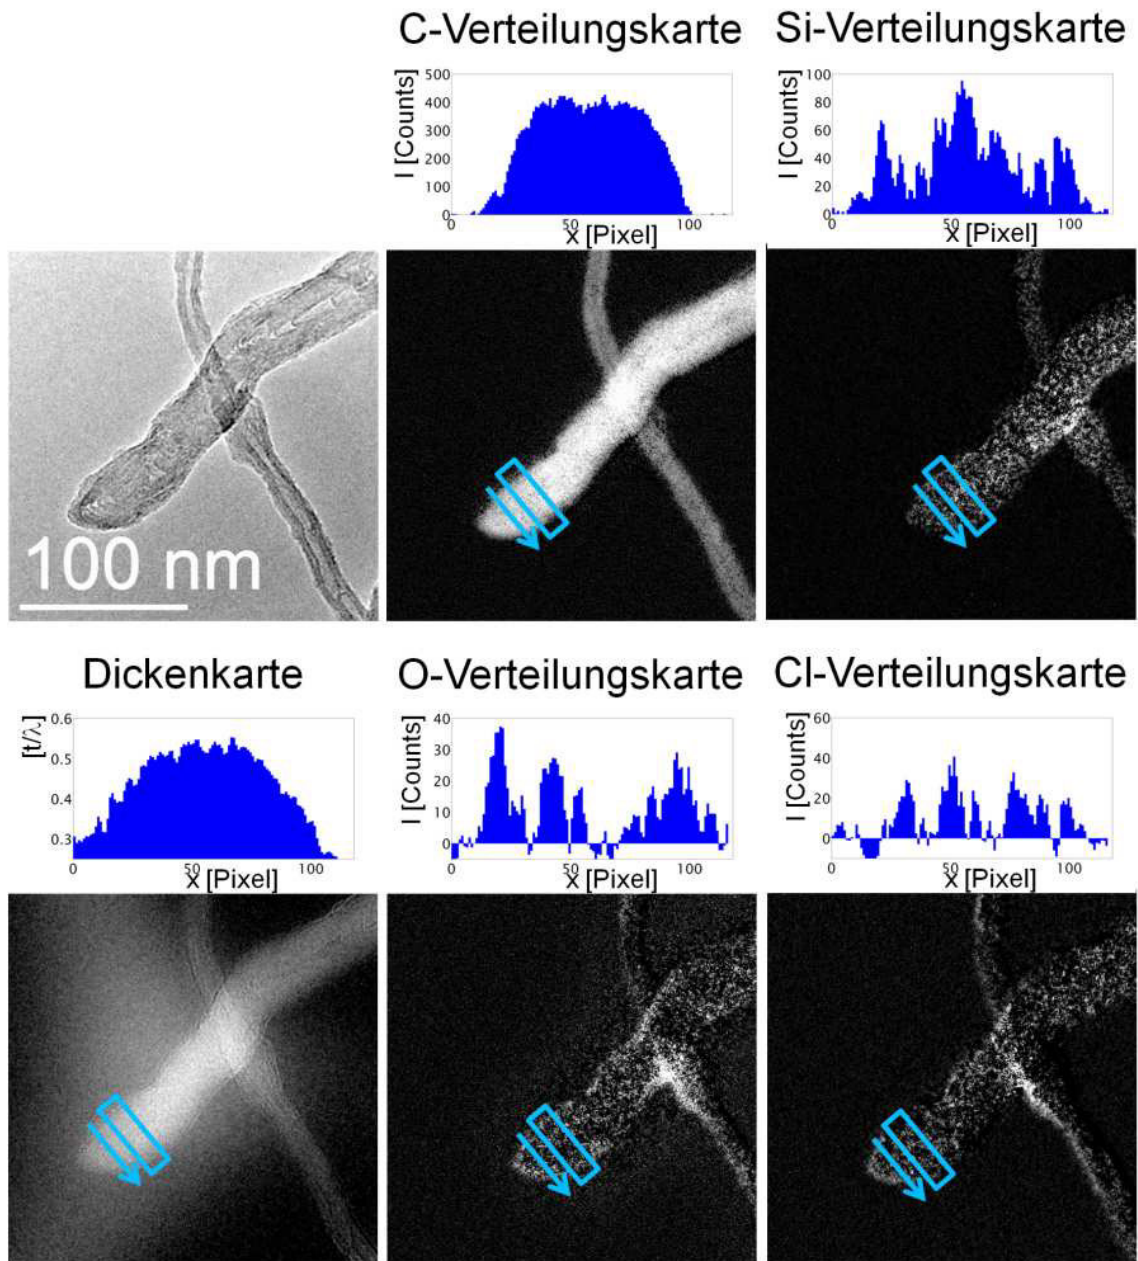 C-Verteilungskarte
Si-Verteilungskarte
I [Counts]
500
400
300
200
100
0
0
50
100
x [Pixel]
I [Counts]
100
80
60
40
20
0
0
50
100
x [Pixel]
100 nm
Dickenkarte
O-Verteilungskarte
Cl-Verteilungskarte
[t/λ]
0.6
0.5
0.4
0.3
0
50
100
x [Pixel]
I [Counts]
40
30
20
10
0
0
50
100
x [Pixel]
I [Counts]
60
40
20
0
0
50
100
x [Pixel]